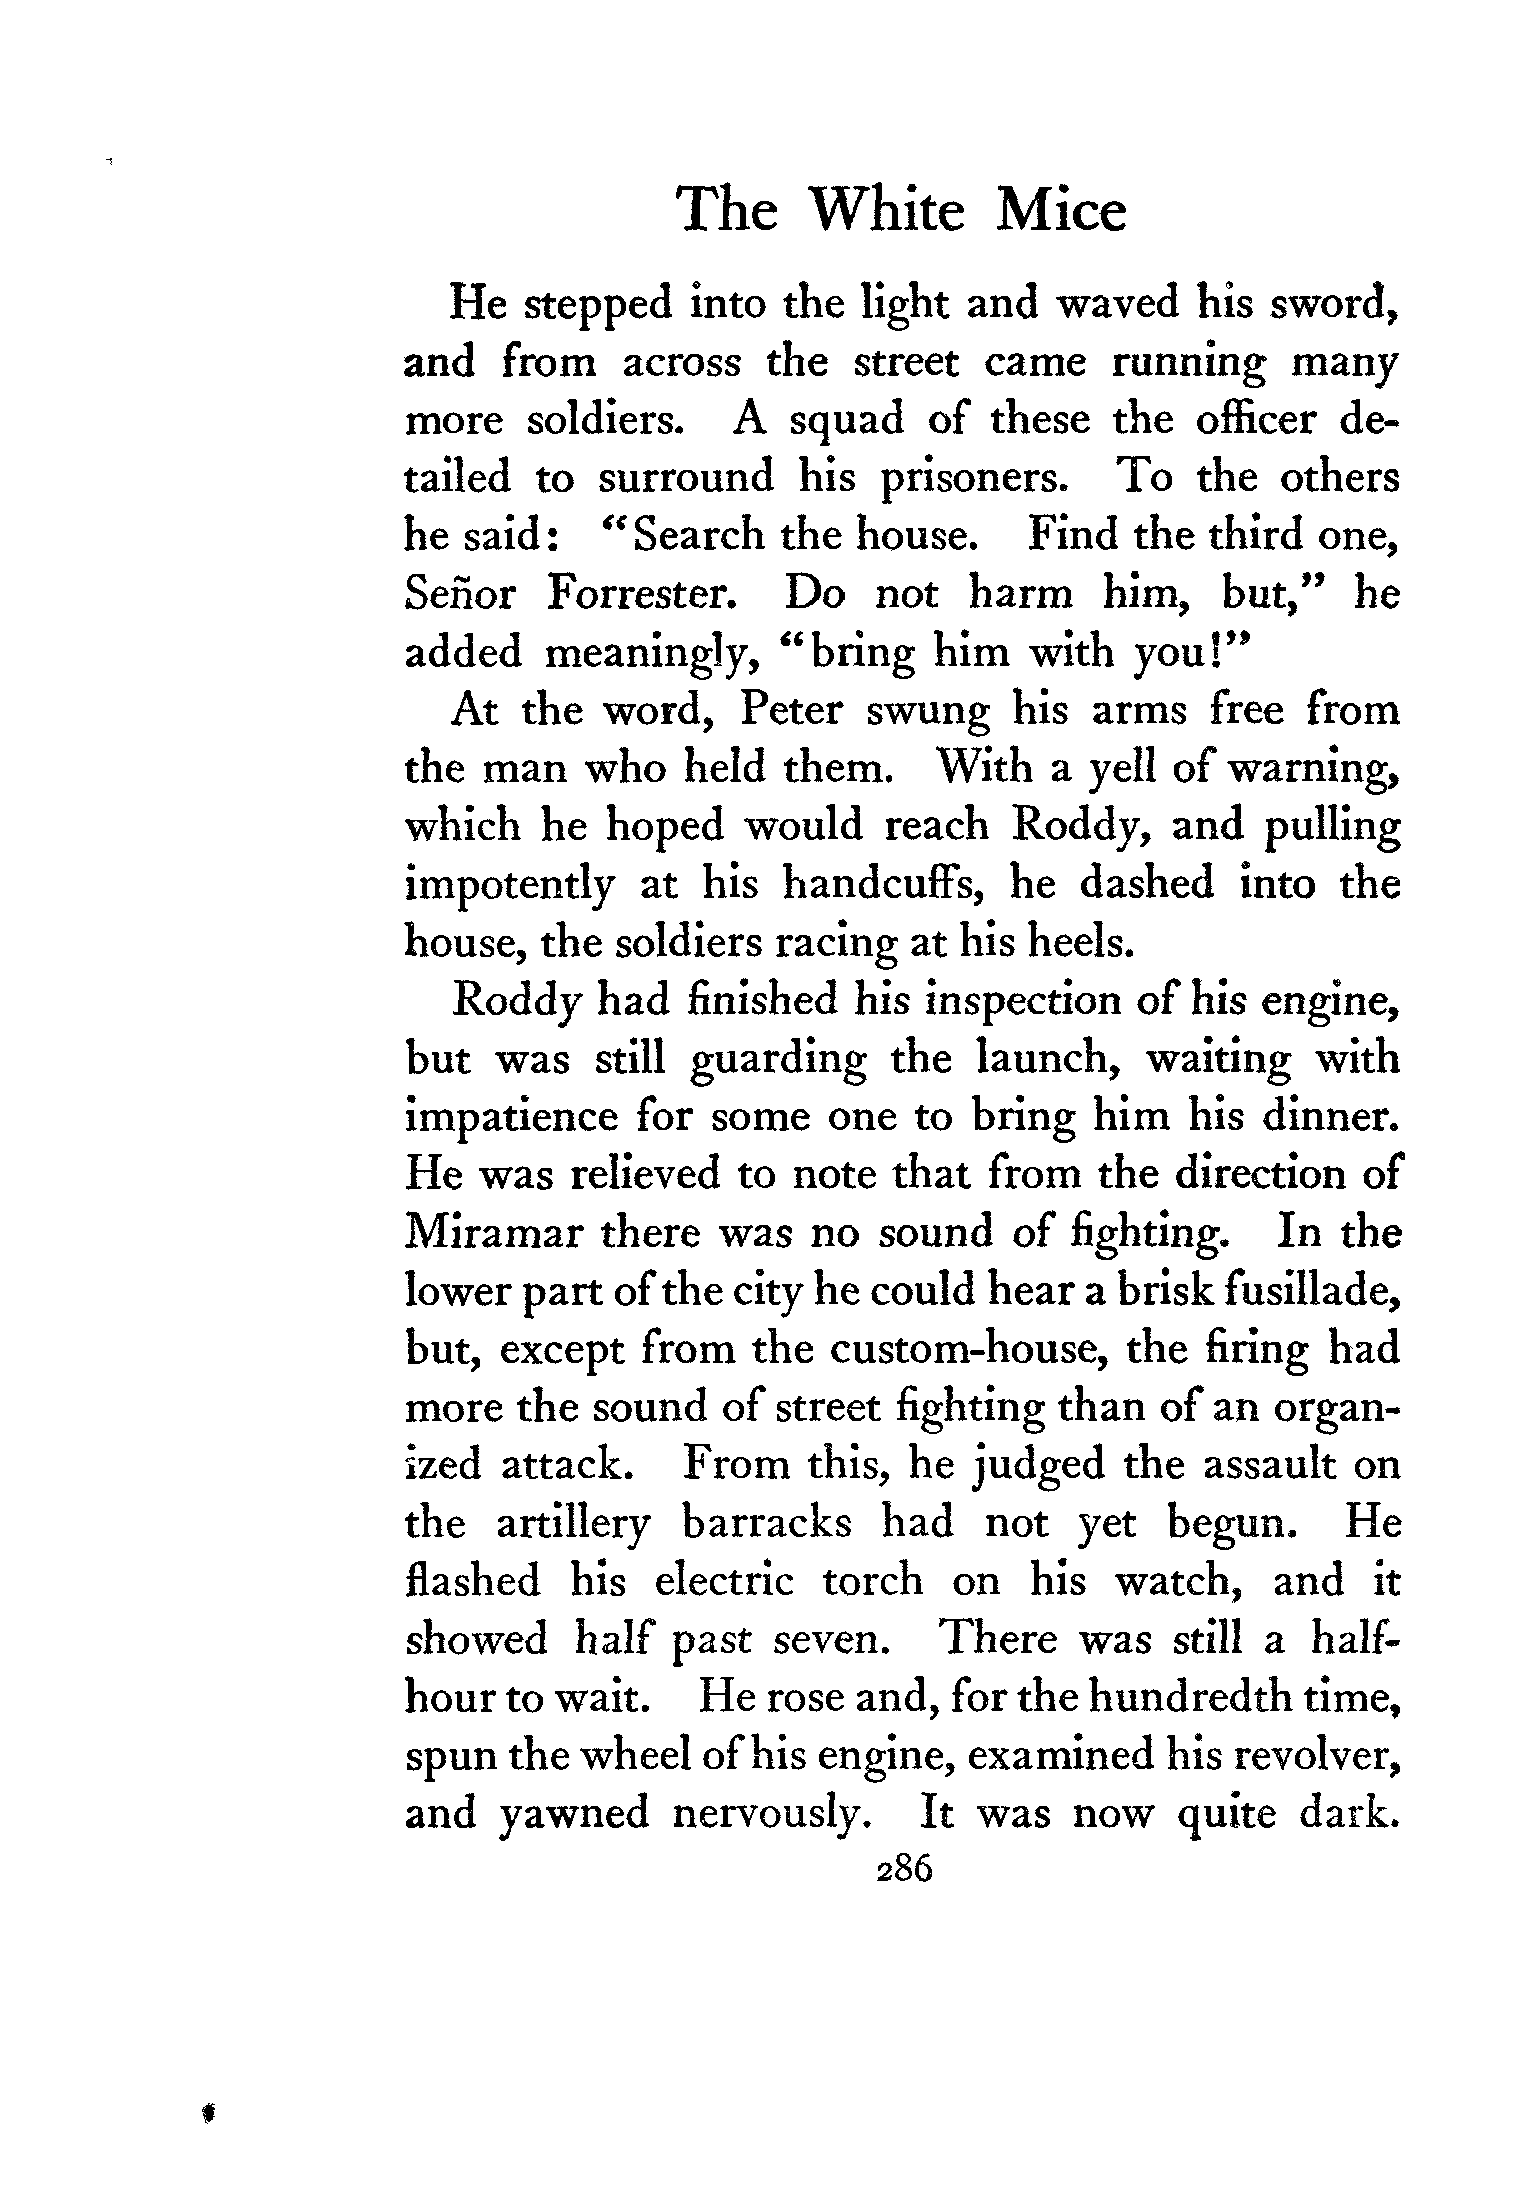 The White Mice
He stepped into the light and waved his sword,
and from across the street came running many
more soldiers. A squad of these the officer de-
tailed to surround his prisoners. To the others
he said: "Search the house. Find the third one,
Señor Forrester. Do not harm him, but," he
added meaningly, "bring him with you!"
At the word, Peter swung his arms free from
the man who held them. With a yell of warning,
which he hoped would reach Roddy, and pulling
impotently at his handcuffs, he dashed into the
house, the soldiers racing at his heels.
Roddy had finished his inspection of his engine,
but was still guarding the launch, waiting with
impatience for some one to bring him his dinner.
He was relieved to note that from the direction of
Miramar there was no sound of fighting. In the
lower part of the city he could hear a brisk fusillade,
but, except from the custom-house, the firing had
more the sound of street fighting than of an organ-
ized attack. From this, he judged the assault on
the artillery barracks had not yet begun. He
flashed his electric torch on his watch, and it
showed half past seven. There was still a half-
hour to wait. He rose and, for the hundredth time,
spun the wheel of his engine, examined his revolver,
and yawned nervously. It was now quite dark.
286